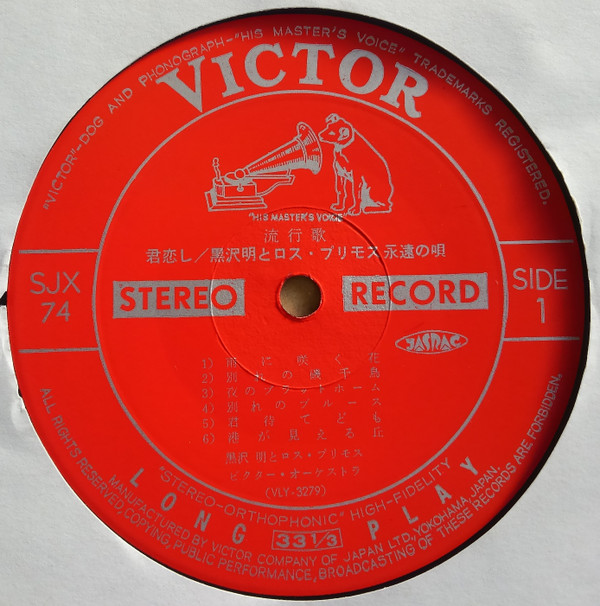 "VICTOR"-DOG AND PHONOGRAPH-"HIS MASTER'S VOICE" TRADEMARKS REGISTERED.
VICTOR
"HIS MASTER'S VOICE"
流行歌
君恋し/黒沢明とロス・プリモス永遠の唄
SJX
74
STEREO
RECORD
SIDE
1
JASRAC
1) 雨に咲く花
2) 別れの磯千鳥
3) 夜のプラットホーム
4) 別れのブルース
5) 君待てども
6) 港が見える丘
黒沢 明とロス・プリモス
ビクター・オーケストラ
(VLY-3279)
"STEREO-ORTHOPHONIC" HIGH-FIDELITY
LONG 33 1/3 PLAY
MANUFACTURED BY VICTOR COMPANY OF JAPAN LTD., YOKOHAMA, JAPAN.
ALL RIGHTS RESERVED, COPYING, PUBLIC PERFORMANCE, BROADCASTING OF THESE RECORDS ARE FORBIDDEN.